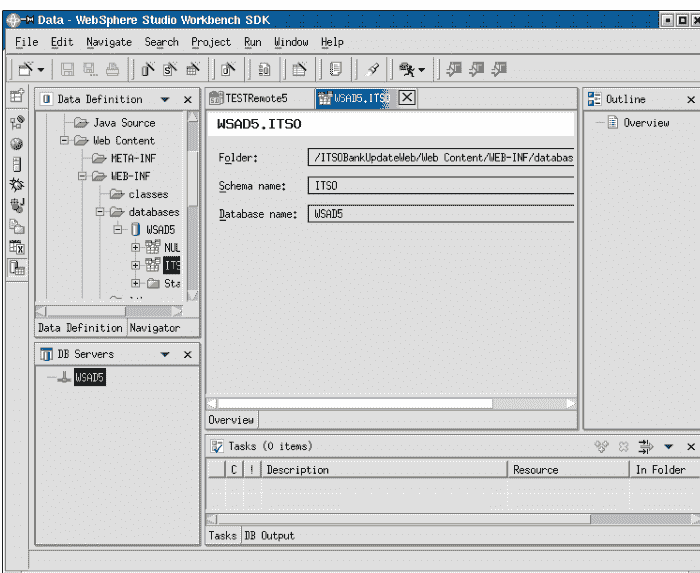 Data - WebSphere Studio Workbench SDK
File Edit Navigate Search Project Run Window Help
Data Definition
Java Source
Web Content
META-INF
WEB-INF
classes
databases
WSAD5
NUL
ITS
Sta
Data Definition Navigator
DB Servers
WSAD5
TESTRemote5
WSAD5.ITSO
WSAD5.ITSO
Folder: /ITSOBankUpdateWeb/Web Content/WEB-INF/databas
Schema name: ITSO
Database name: WSAD5
Overview
Outline
Overview
Tasks (0 items)
C ! Description Resource In Folder
Tasks DB Output